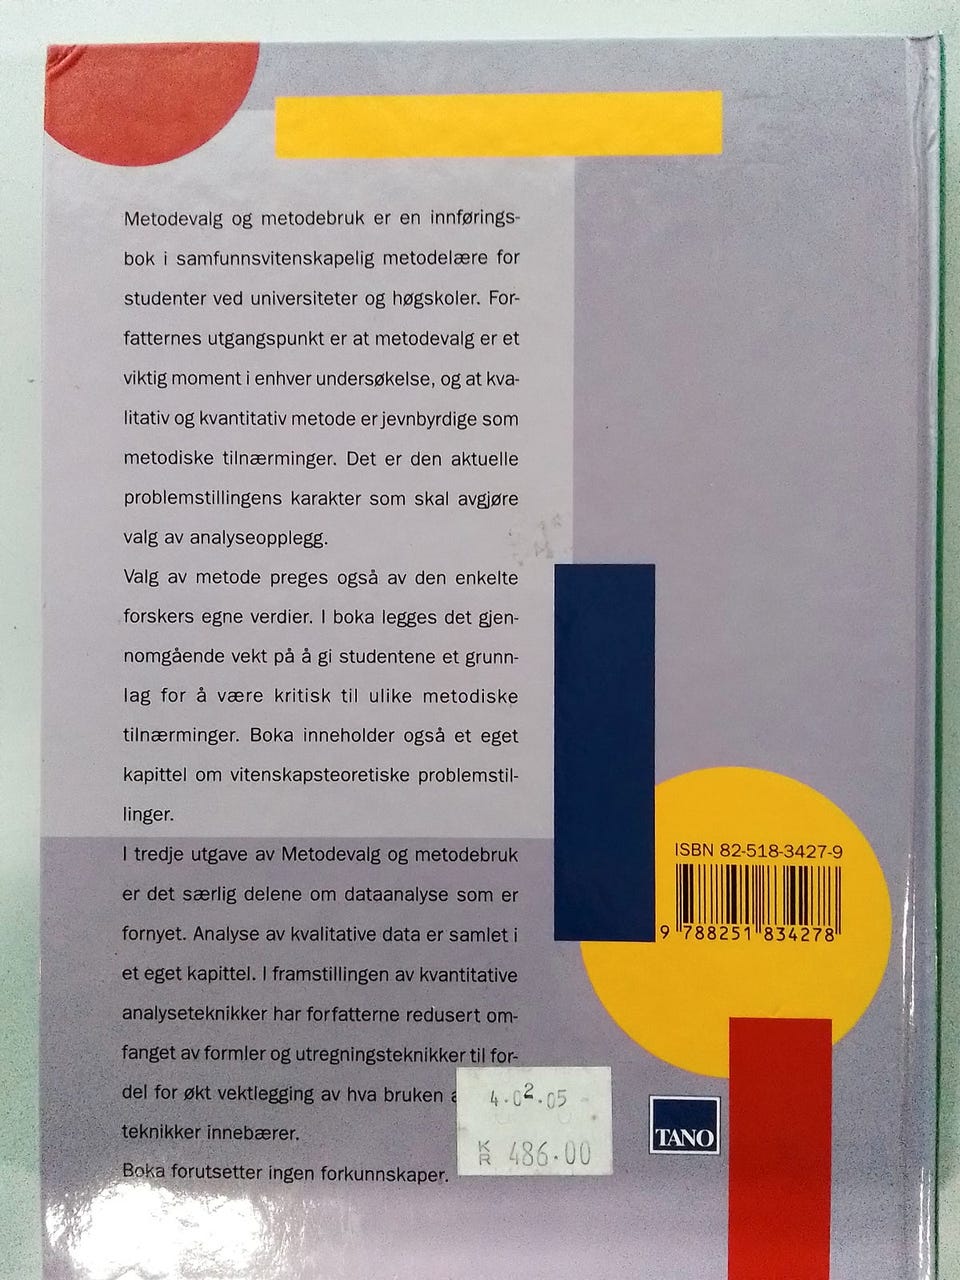 Metodevalg og metodebruk er en innførings-
bok i samfunnsvitenskapelig metodelære for
studenter ved universiteter og høgskoler. For-
fatternes utgangspunkt er at metodevalg er et
viktig moment i enhver undersøkelse, og at kva-
litativ og kvantitativ metode er jevnbyrdige som
metodiske tilnærminger. Det er den aktuelle
problemstillingens karakter som skal avgjøre
valg av analyseopplegg.
Valg av metode preges også av den enkelte
forskers egne verdier. I boka legges det gjen-
nomgående vekt på å gi studentene et grunn-
lag for å være kritisk til ulike metodiske
tilnærminger. Boka inneholder også et eget
kapittel om vitenskapsteoretiske problemstil-
linger.
I tredje utgave av Metodevalg og metodebruk
er det særlig delene om dataanalyse som er
fornyet. Analyse av kvalitative data er samlet i
et eget kapittel. I framstillingen av kvantitative
analyseteknikker har forfatterne redusert om-
fanget av formler og utregningsteknikker til for-
del for økt vektlegging av hva bruken
teknikker innebærer.
Boka forutsetter ingen forkunnskaper.
ISBN 82-518-3427-9
9 788251 834278
4.02.05
KR 486.00
TANO